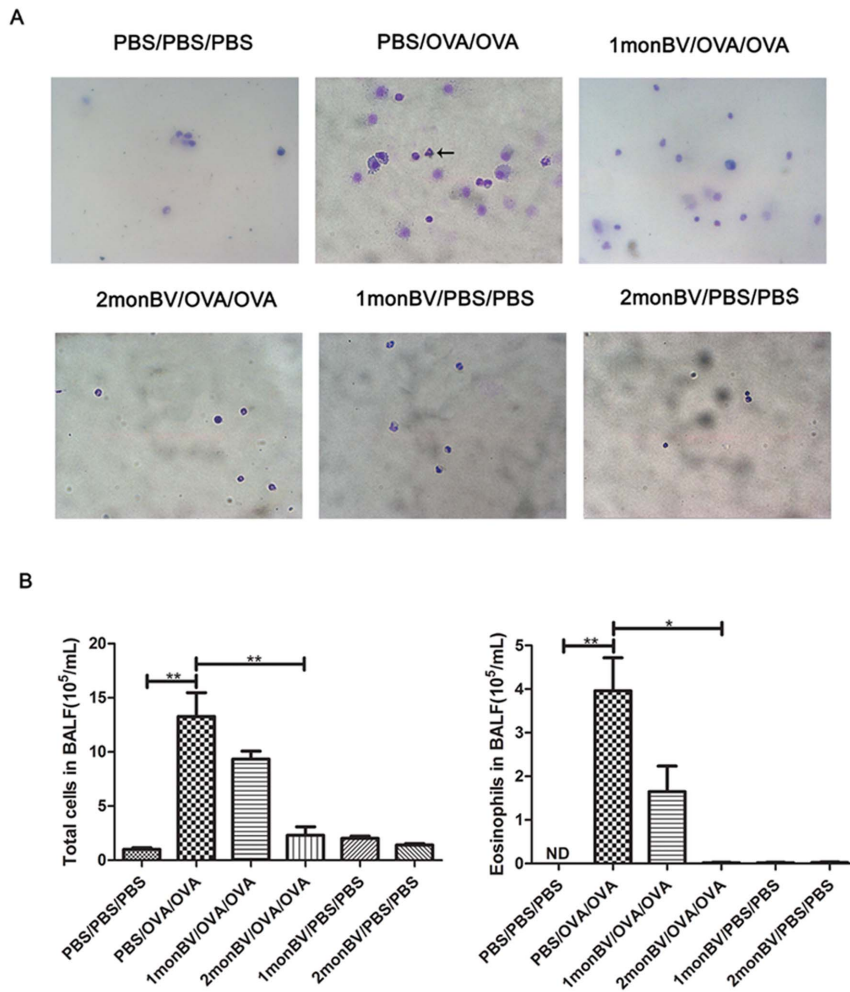 A
PBS/PBS/PBS
PBS/OVA/OVA
1monBV/OVA/OVA
2monBV/OVA/OVA
1monBV/PBS/PBS
2monBV/PBS/PBS
B
Total cells in BALF(10⁵/mL)
20
15
10
5
0
**
**
PBS/PBS/PBS
PBS/OVA/OVA
1monBV/OVA/OVA
2monBV/OVA/OVA
1monBV/PBS/PBS
2monBV/PBS/PBS
Eosinophils in BALF(10⁵/mL)
5
4
3
2
1
0
**
*
ND
PBS/PBS/PBS
PBS/OVA/OVA
1monBV/OVA/OVA
2monBV/OVA/OVA
1monBV/PBS/PBS
2monBV/PBS/PBS